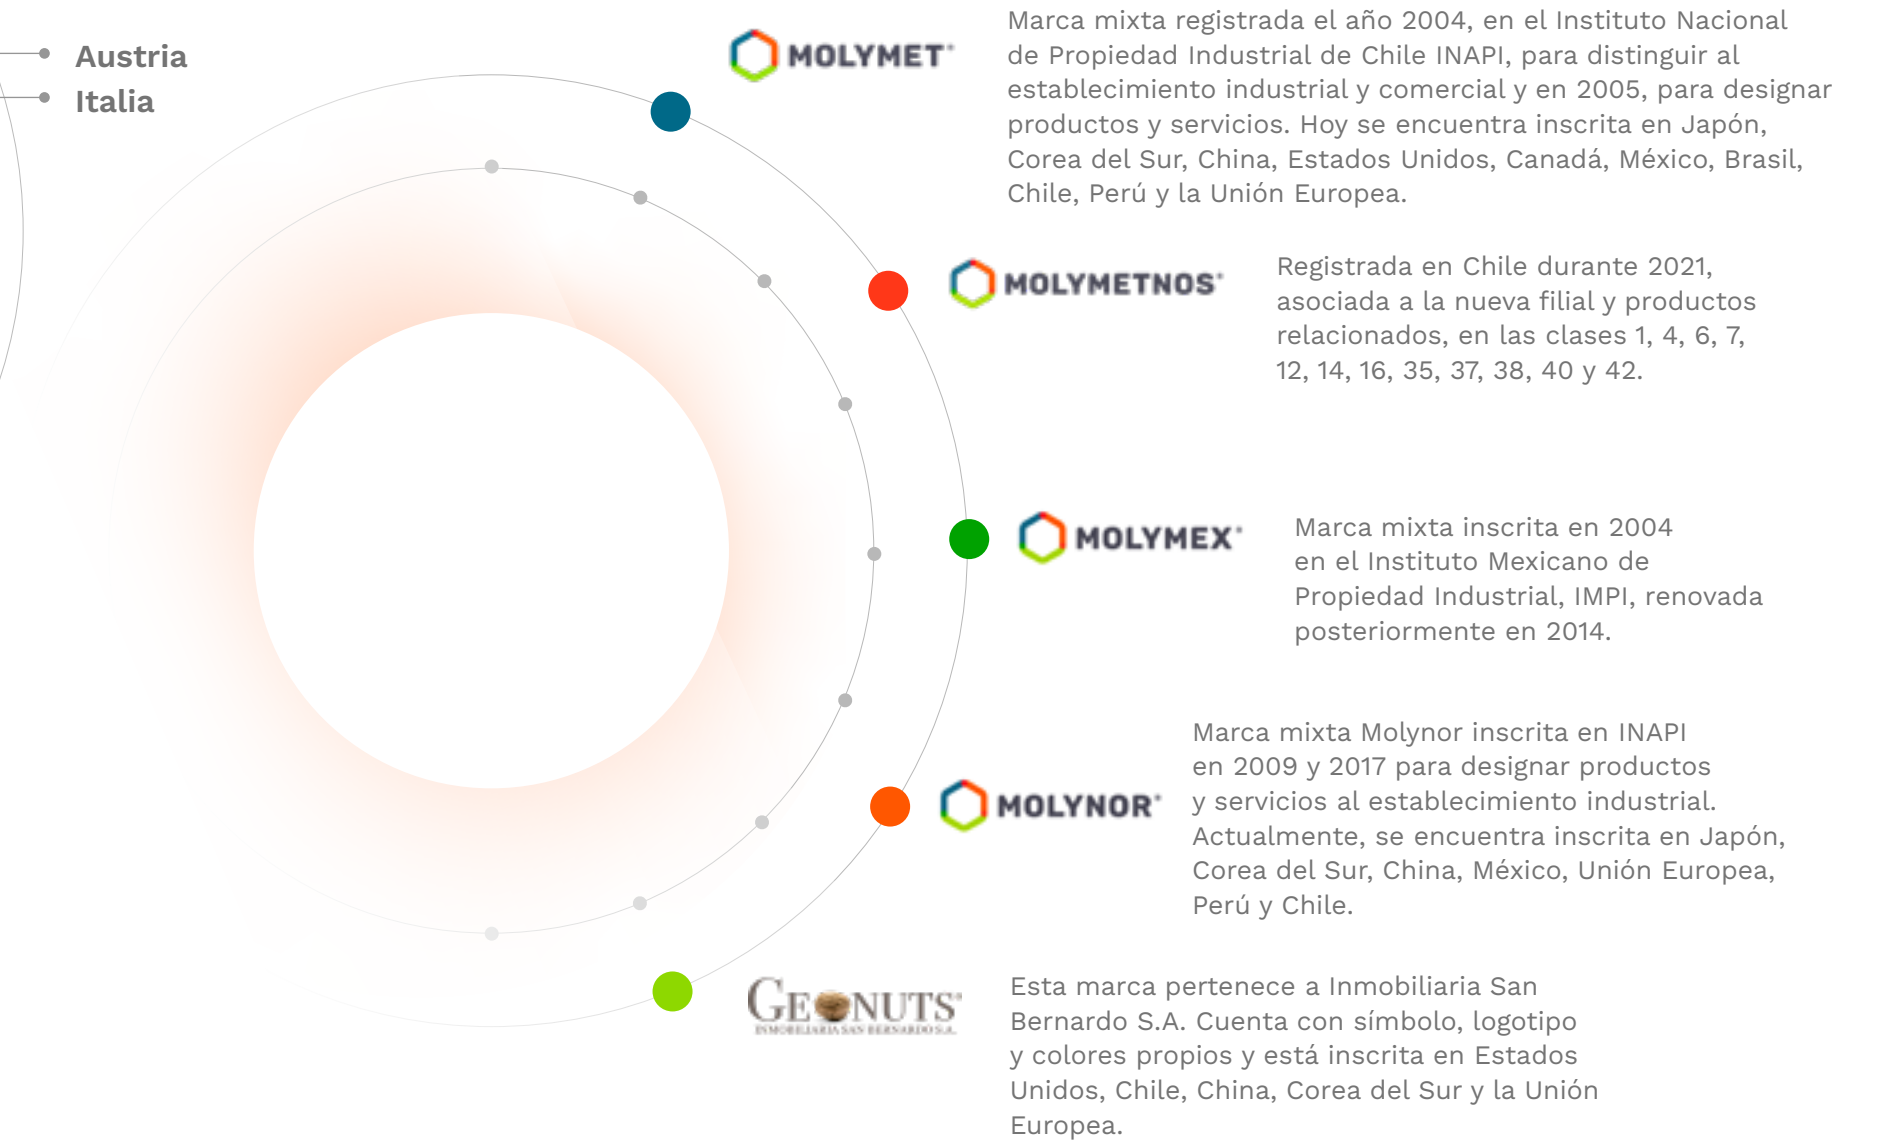 Austria
Italia
MOLYMET
Marca mixta registrada el año 2004, en el Instituto Nacional
de Propiedad Industrial de Chile INAPI, para distinguir al
establecimiento industrial y comercial y en 2005, para designar
productos y servicios. Hoy se encuentra inscrita en Japón,
Corea del Sur, China, Estados Unidos, Canadá, México, Brasil,
Chile, Perú y la Unión Europea.
MOLYMETNOS
Registrada en Chile durante 2021,
asociada a la nueva filial y productos
relacionados, en las clases 1, 4, 6, 7,
12, 14, 16, 35, 37, 38, 40 y 42.
MOLYMEX
Marca mixta inscrita en 2004
en el Instituto Mexicano de
Propiedad Industrial, IMPI, renovada
posteriormente en 2014.
MOLYNOR
Marca mixta Molynor inscrita en INAPI
en 2009 y 2017 para designar productos
y servicios al establecimiento industrial.
Actualmente, se encuentra inscrita en Japón,
Corea del Sur, China, México, Unión Europea,
Perú y Chile.
GEONUTS
INMOBILIARIA SAN BERNARDO S.A.
Esta marca pertenece a Inmobiliaria San
Bernardo S.A. Cuenta con símbolo, logotipo
y colores propios y está inscrita en Estados
Unidos, Chile, China, Corea del Sur y la Unión
Europea.